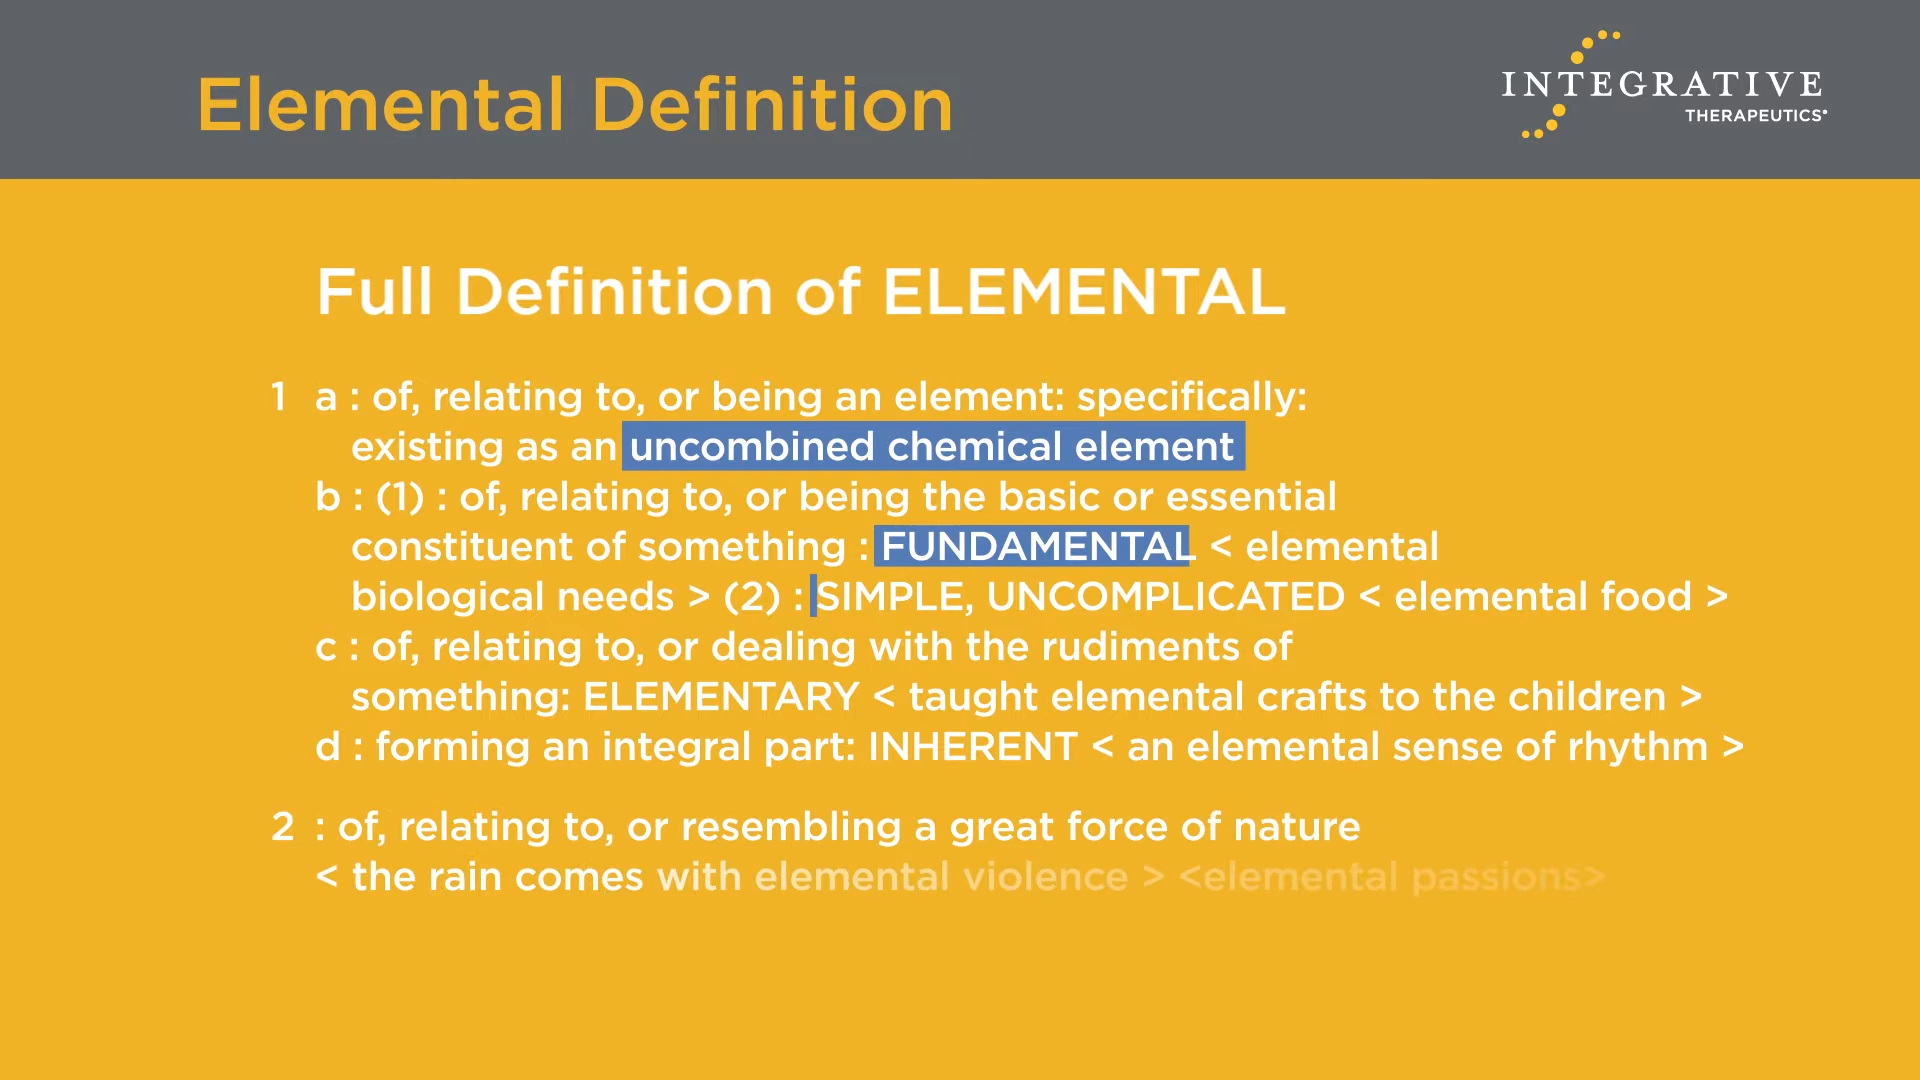 Elemental Definition
INTEGRATIVE
THERAPEUTICS®
Full Definition of ELEMENTAL
1 a : of, relating to, or being an element: specifically:
existing as an uncombined chemical element
b : (1) : of, relating to, or being the basic or essential
constituent of something : FUNDAMENTAL < elemental
biological needs > (2) : SIMPLE, UNCOMPLICATED < elemental food >
c : of, relating to, or dealing with the rudiments of
something: ELEMENTARY < taught elemental crafts to the children >
d : forming an integral part: INHERENT < an elemental sense of rhythm >
2 : of, relating to, or resembling a great force of nature
< the rain comes with elemental violence > <elemental passions>